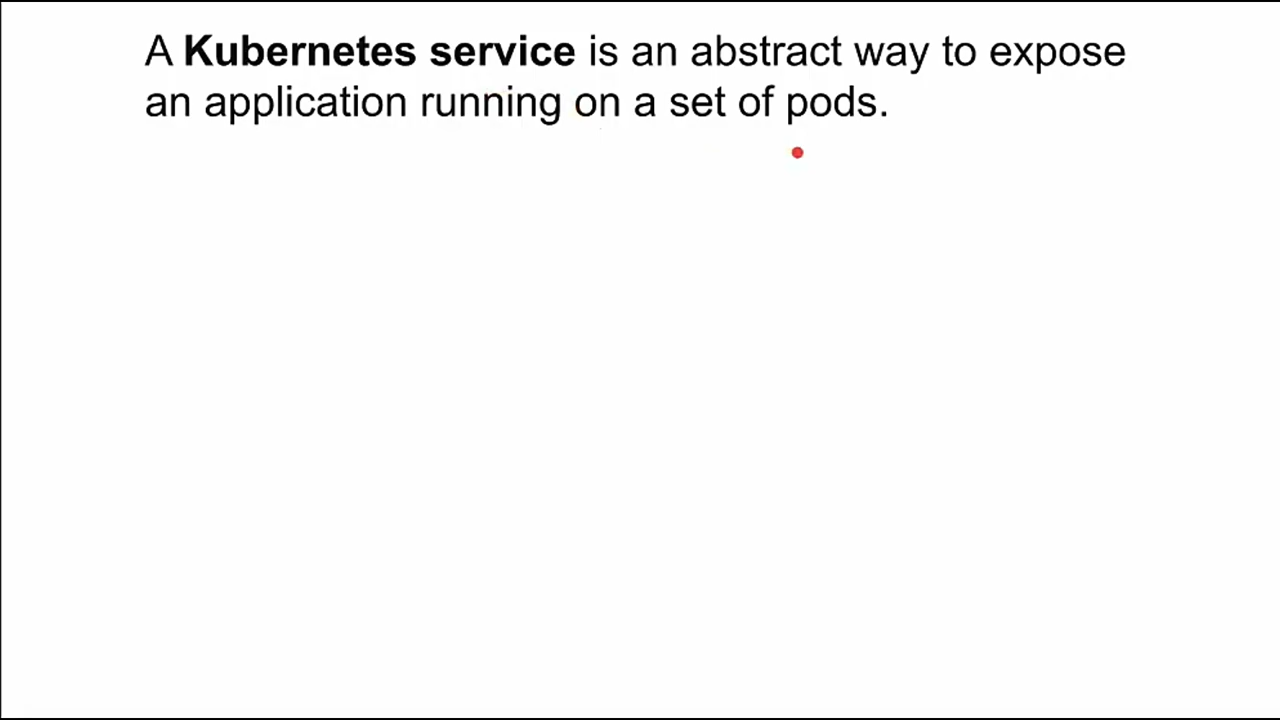 A Kubernetes service is an abstract way to expose
an application running on a set of pods.